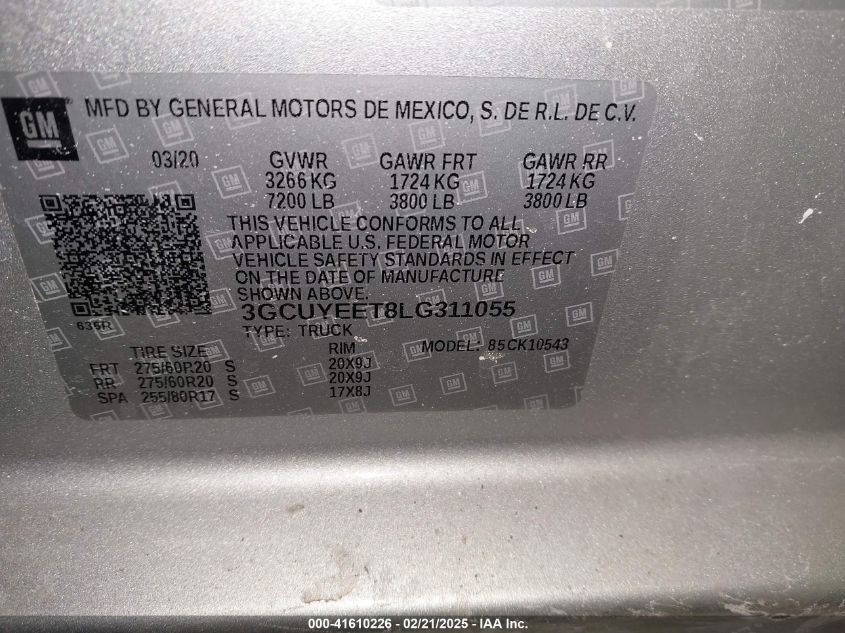 GM
MFD BY GENERAL MOTORS DE MEXICO, S. DE R.L. DE C.V.
03/20 GVWR GAWR FRT GAWR RR
3266 KG 1724 KG 1724 KG
7200 LB 3800 LB 3800 LB
THIS VEHICLE CONFORMS TO ALL
APPLICABLE U.S. FEDERAL MOTOR
VEHICLE SAFETY STANDARDS IN EFFECT
ON THE DATE OF MANUFACTURE
SHOWN ABOVE.
3GCUYEET8LG311055
636R
TYPE: TRUCK MODEL: 85CK10543
TIRE SIZE RIM
FRT 275/60R20 S 20X9J
RR 275/60R20 S 20X9J
SPA 255/80R17 S 17X8J
000-41610226 - 02/21/2025 - IAA Inc.